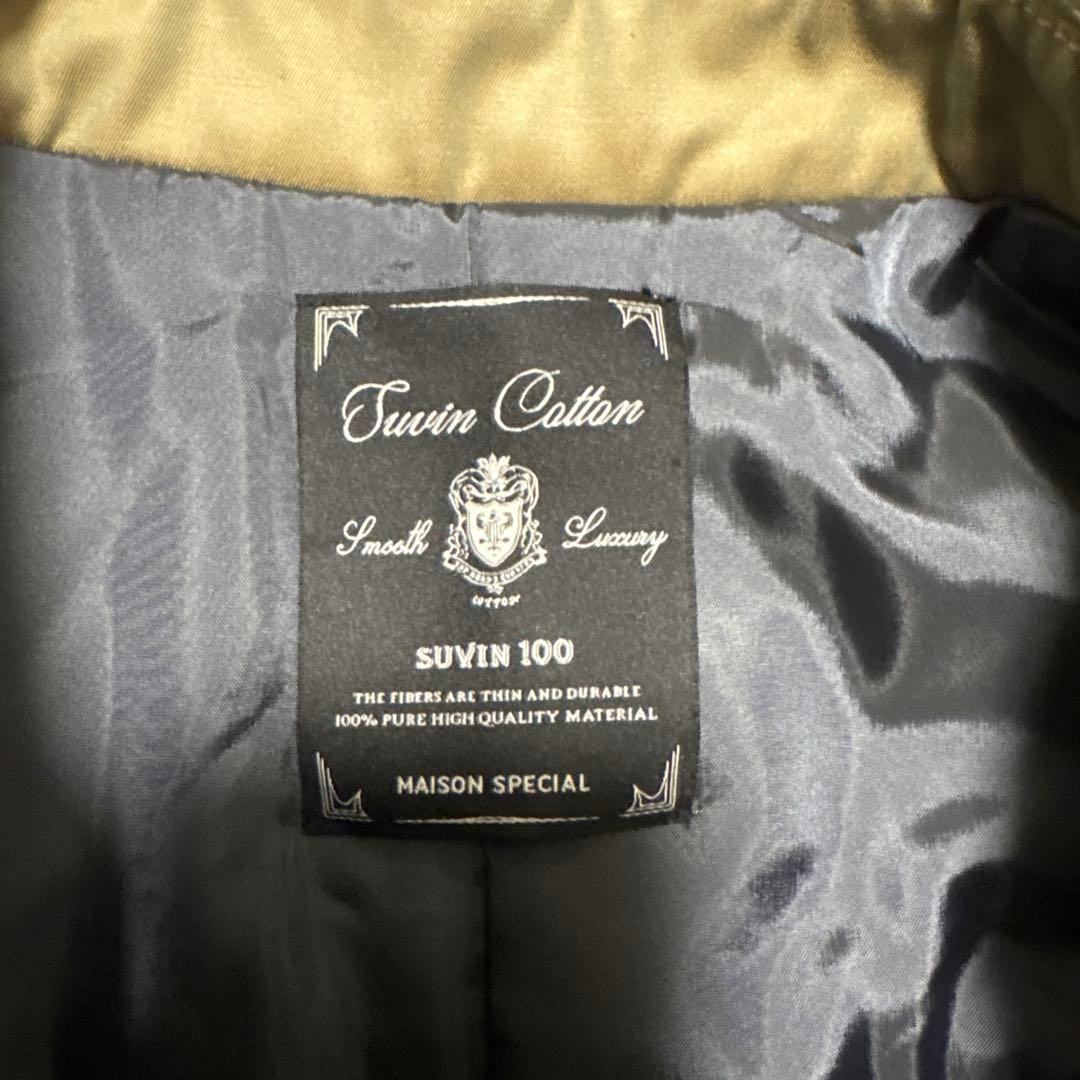 Suvin Cotton
Smooth Luxury
COTTON
SUVIN 100
THE FIBERS ARE THIN AND DURABLE
100% PURE HIGH QUALITY MATERIAL
MAISON SPECIAL